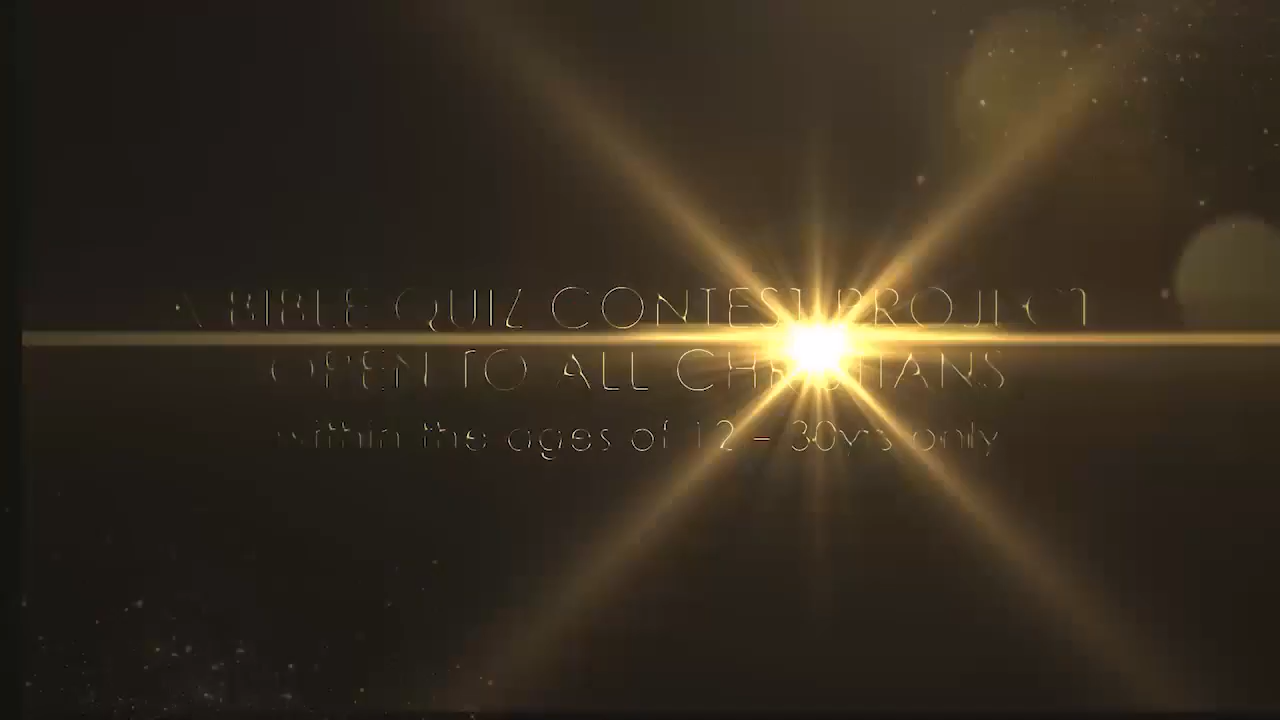 A BIBLE QUIZ CONTEST PROJECT
OPEN TO ALL CHRISTIANS
within the ages of 12 - 30yrs only